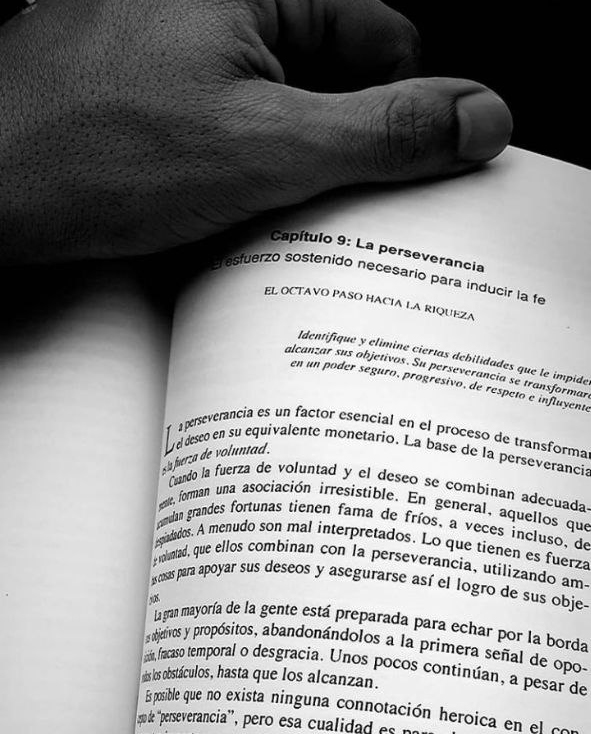 Capítulo 9: La perseverancia
El esfuerzo sostenido necesario para inducir la fe
EL OCTAVO PASO HACIA LA RIQUEZA
Identifique y elimine ciertas debilidades que le impiden
alcanzar sus objetivos. Su perseverancia se transformará
en un poder seguro, progresivo, de respeto e influyente
La perseverancia es un factor esencial en el proceso de transformar
el deseo en su equivalente monetario. La base de la perseverancia
es la fuerza de voluntad.
Cuando la fuerza de voluntad y el deseo se combinan adecuada-
mente, forman una asociación irresistible. En general, aquellos que
acumulan grandes fortunas tienen fama de fríos, a veces incluso, de
despiadados. A menudo son mal interpretados. Lo que tienen es fuerza
de voluntad, que ellos combinan con la perseverancia, utilizando am-
bas cosas para apoyar sus deseos y asegurarse así el logro de sus obje-
tivos.
La gran mayoría de la gente está preparada para echar por la borda
sus objetivos y propósitos, abandonándolos a la primera señal de opo-
sición, fracaso temporal o desgracia. Unos pocos continúan, a pesar de
todos los obstáculos, hasta que los alcanzan.
Es posible que no exista ninguna connotación heroica en el con-
cepto de "perseverancia", pero esa cualidad es